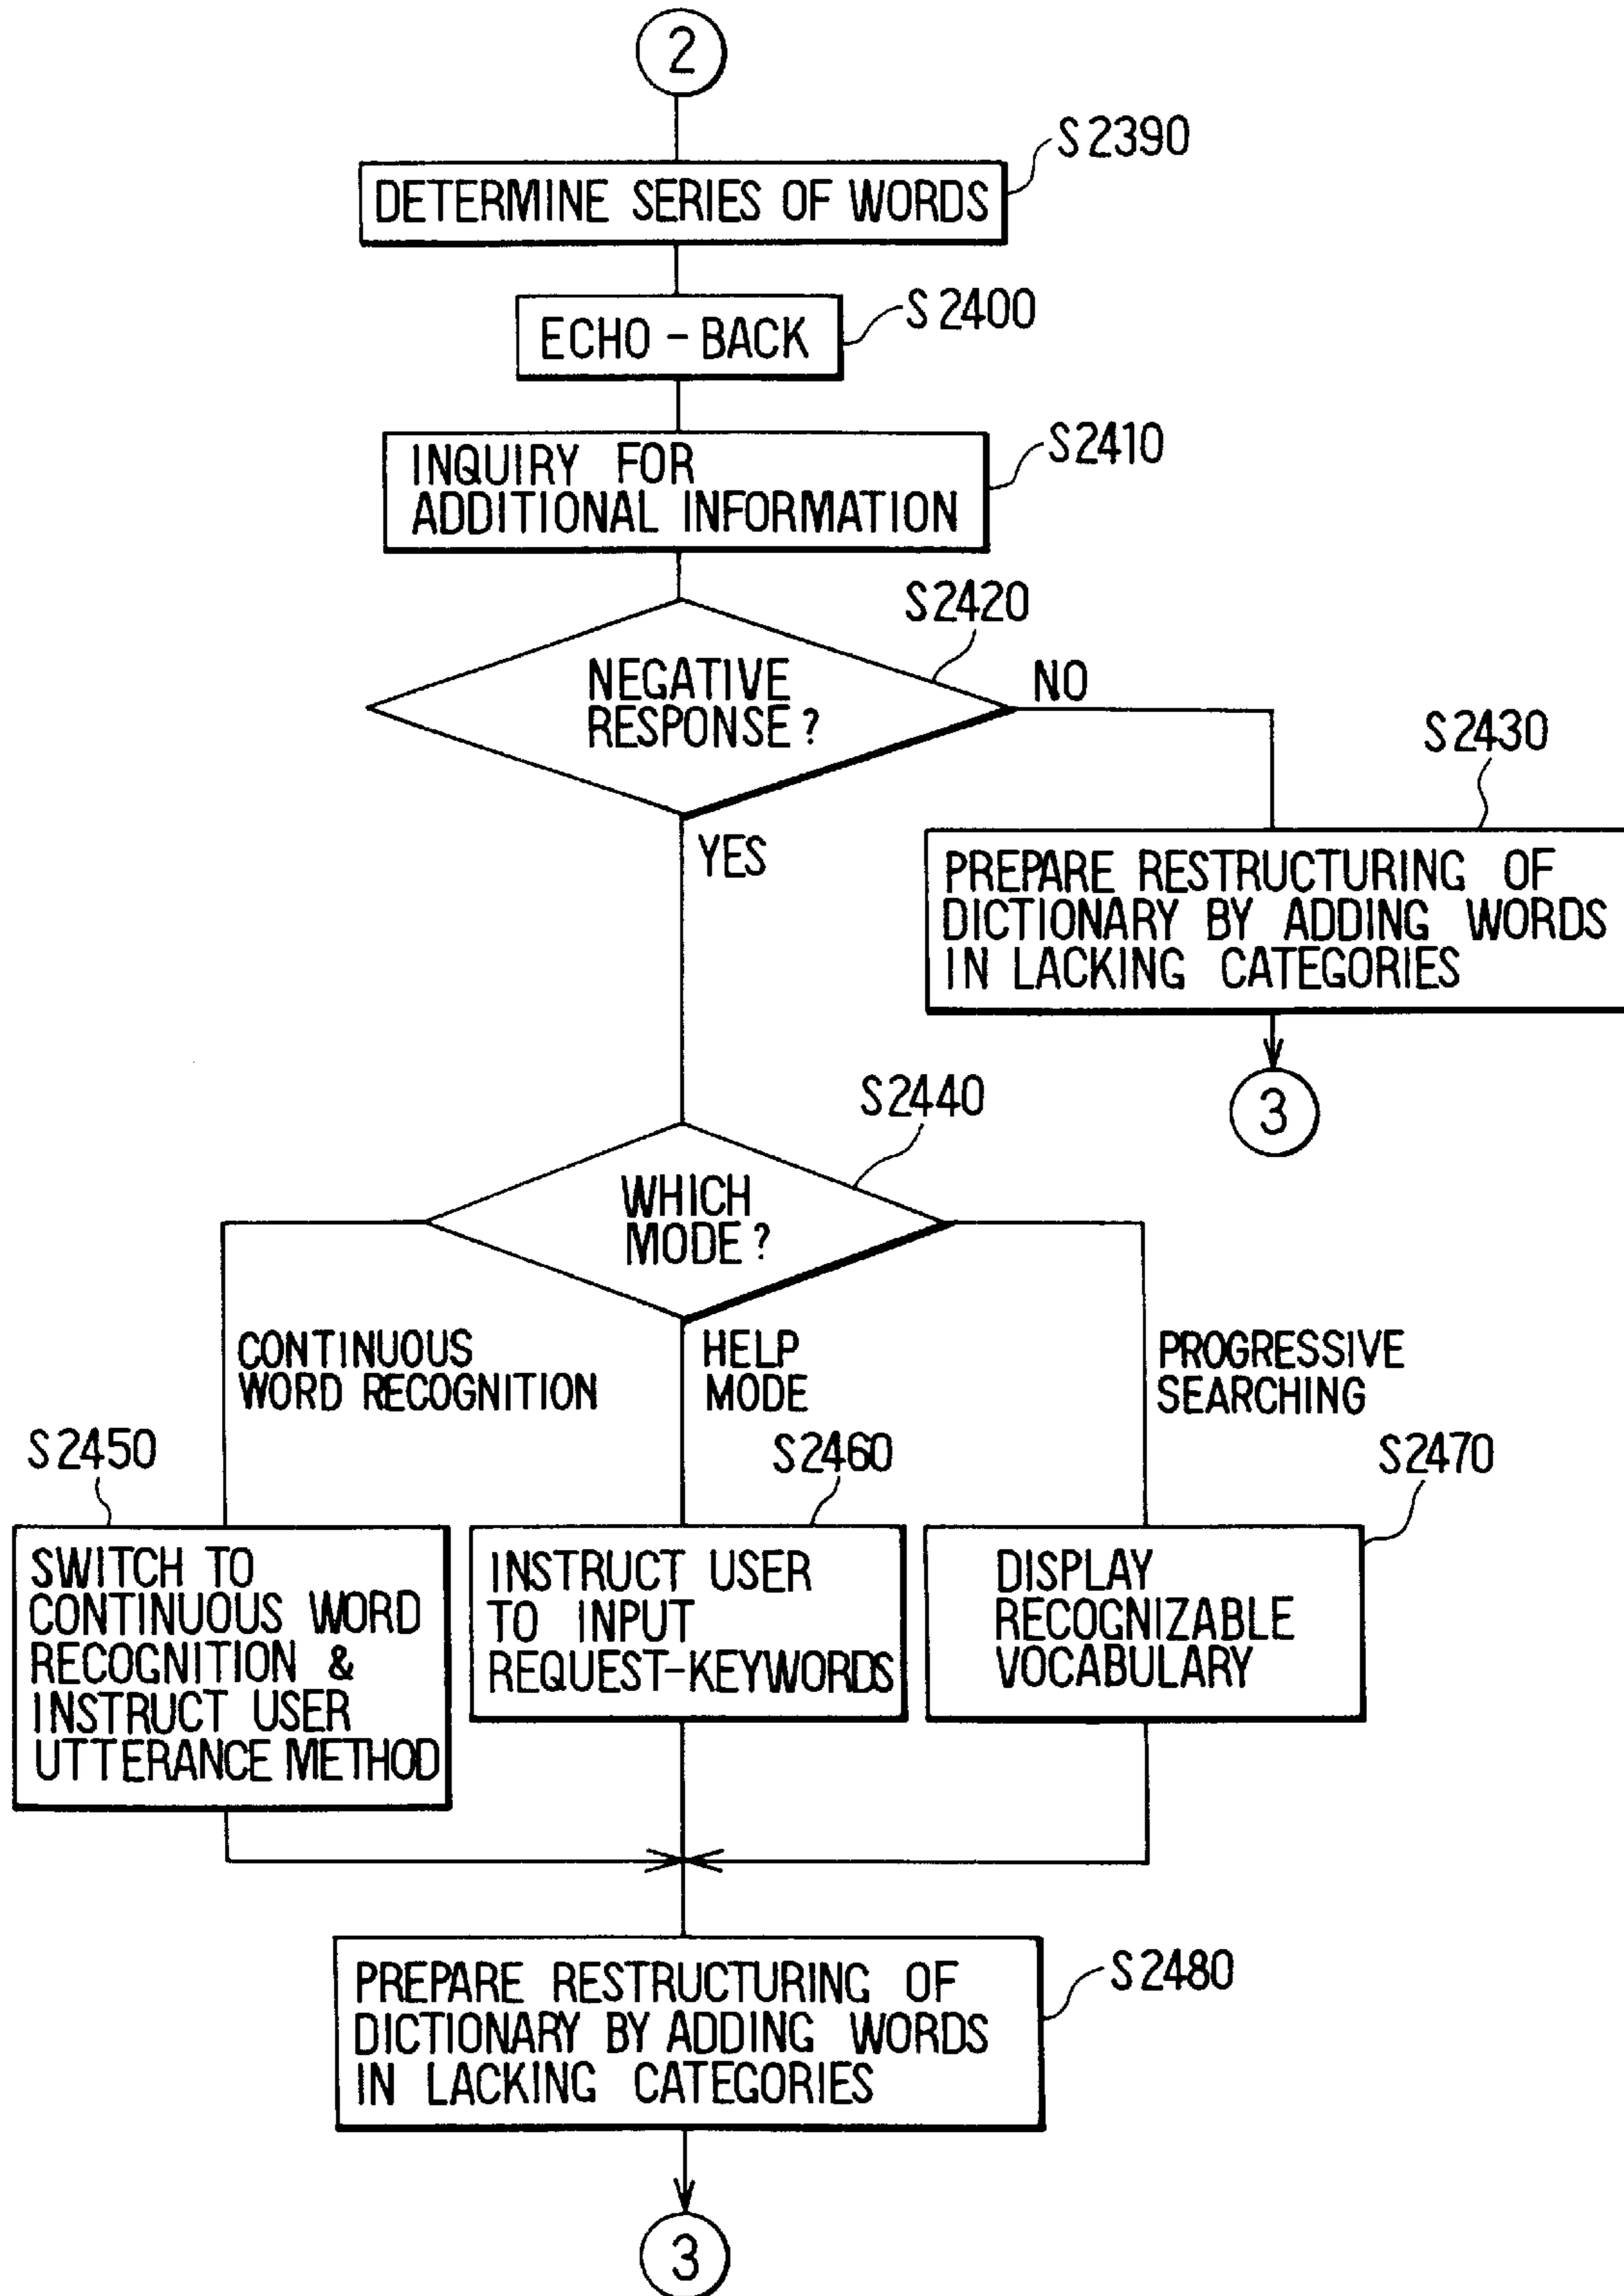 2
S2390
DETERMINE SERIES OF WORDS
S2400
ECHO-BACK
S2410
INQUIRY FOR
ADDITIONAL INFORMATION
S2420
NEGATIVE
RESPONSE?
NO
S2430
YES
PREPARE RESTRUCTURING OF
DICTIONARY BY ADDING WORDS
IN LACKING CATEGORIES
3
S2440
WHICH
MODE?
CONTINUOUS
WORD RECOGNITION
HELP
MODE
PROGRESSIVE
SEARCHING
S2450
SWITCH TO
CONTINUOUS WORD
RECOGNITION &
INSTRUCT USER
UTTERANCE METHOD
S2460
INSTRUCT USER
TO INPUT
REQUEST-KEYWORDS
S2470
DISPLAY
RECOGNIZABLE
VOCABULARY
S2480
PREPARE RESTRUCTURING OF
DICTIONARY BY ADDING WORDS
IN LACKING CATEGORIES
3